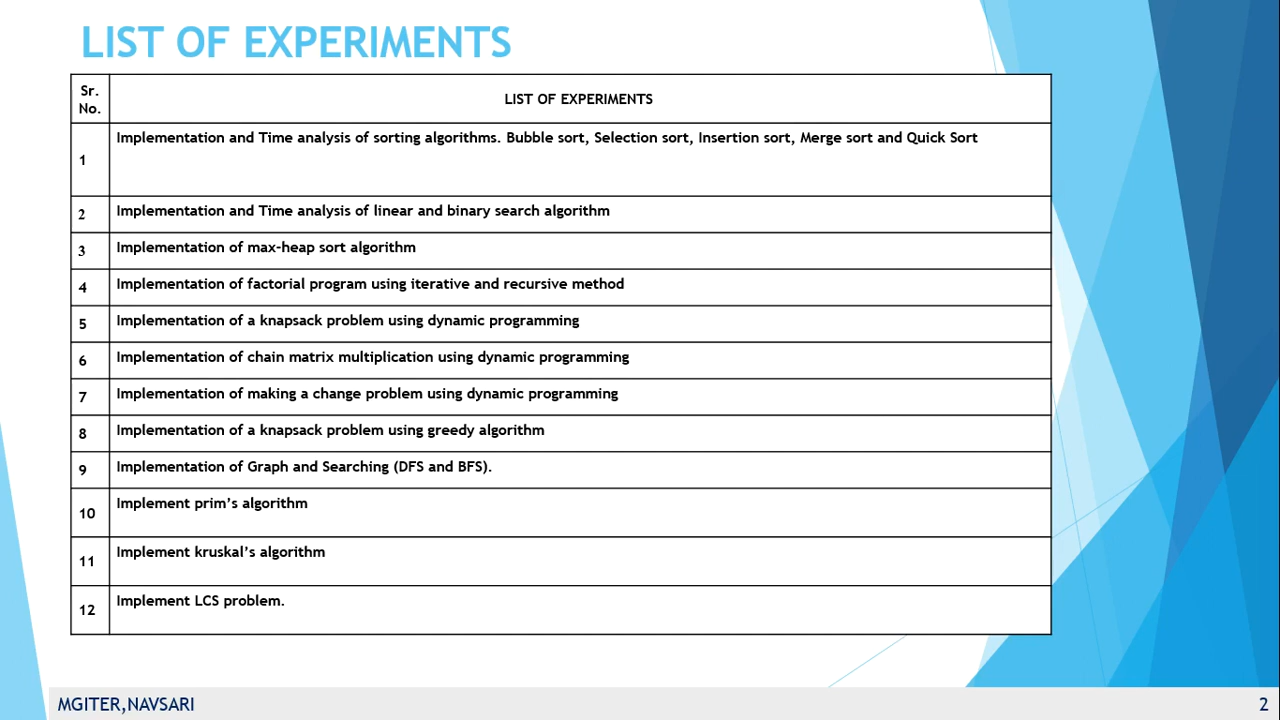 LIST OF EXPERIMENTS
Sr. No. LIST OF EXPERIMENTS
1 Implementation and Time analysis of sorting algorithms. Bubble sort, Selection sort, Insertion sort, Merge sort and Quick Sort
2 Implementation and Time analysis of linear and binary search algorithm
3 Implementation of max-heap sort algorithm
4 Implementation of factorial program using iterative and recursive method
5 Implementation of a knapsack problem using dynamic programming
6 Implementation of chain matrix multiplication using dynamic programming
7 Implementation of making a change problem using dynamic programming
8 Implementation of a knapsack problem using greedy algorithm
9 Implementation of Graph and Searching (DFS and BFS).
10 Implement prim’s algorithm
11 Implement kruskal’s algorithm
12 Implement LCS problem.
MGITER,NAVSARI 2